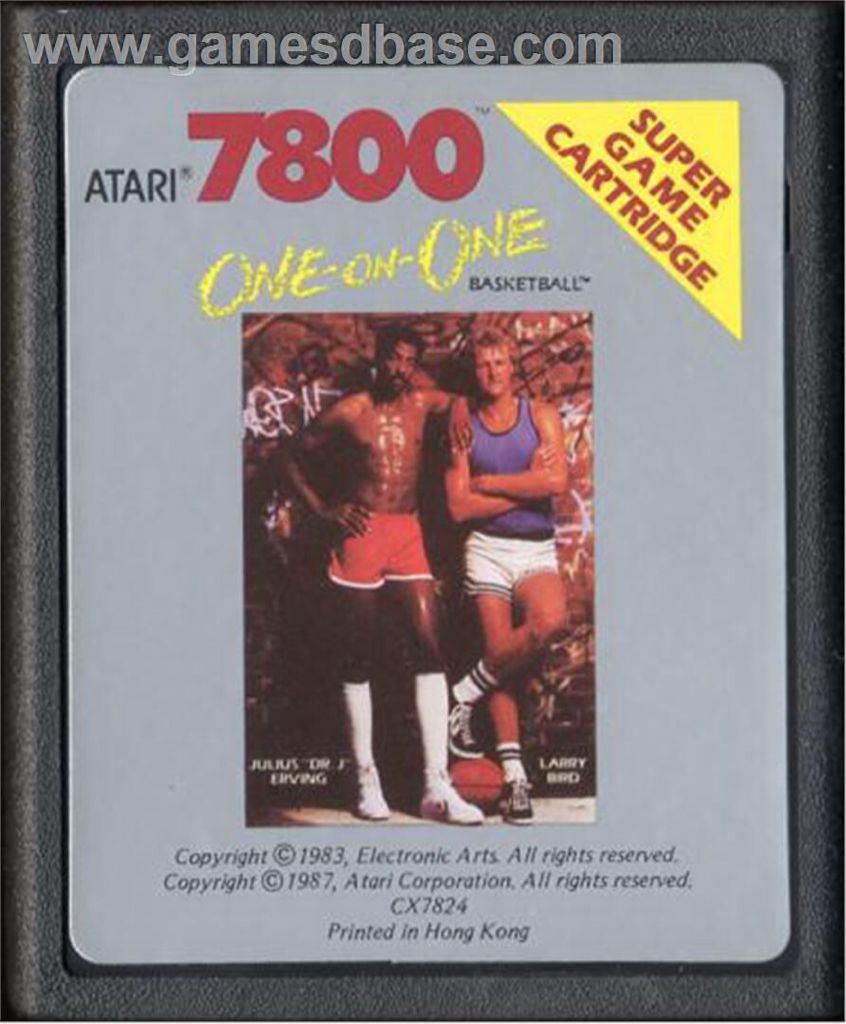 www.gamesdbase.com
ATARI® 7800™
SUPER
GAME
CARTRIDGE
ONE-ON-ONE
BASKETBALL™
JULIUS "DR J"
ERVING
LARRY
BIRD
Copyright ©1983, Electronic Arts. All rights reserved.
Copyright ©1987, Atari Corporation. All rights reserved.
CX7824
Printed in Hong Kong